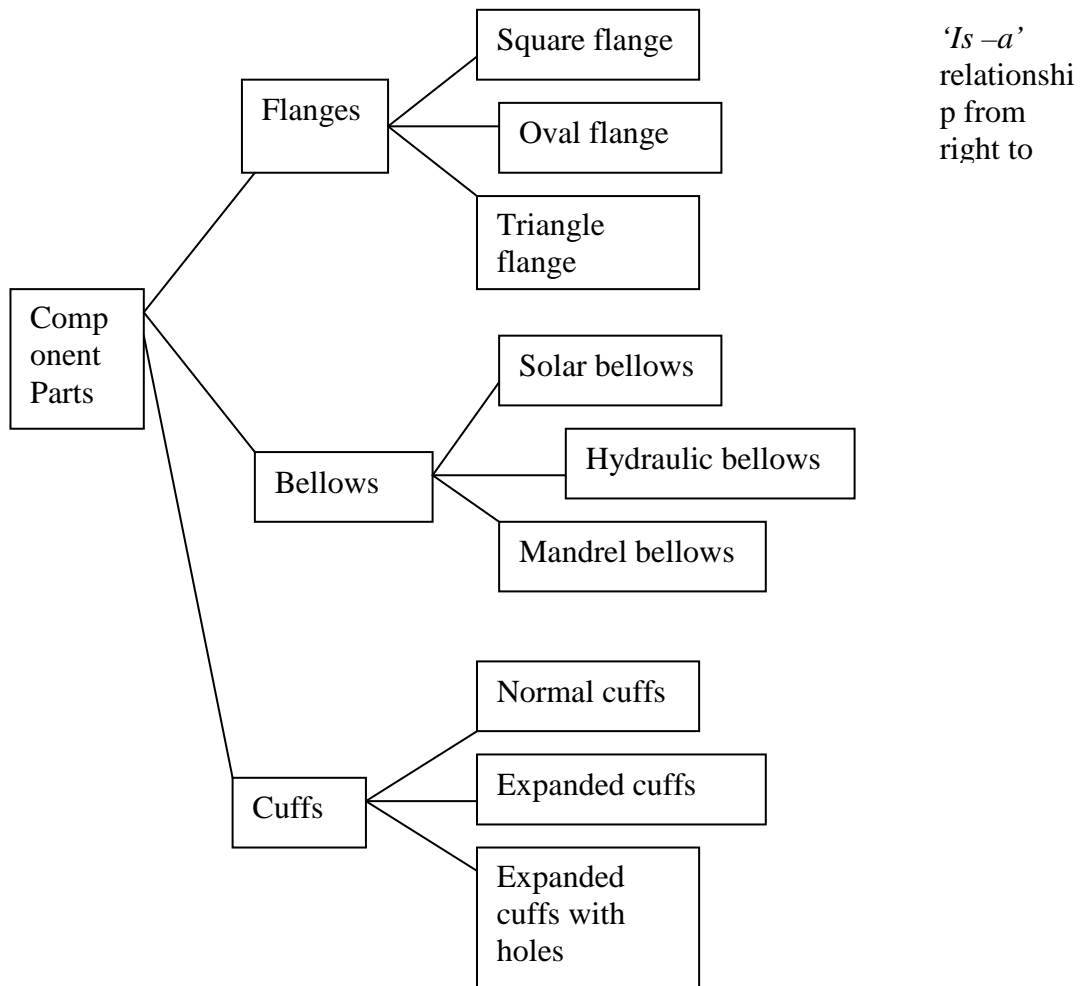 Square flange
Flanges
Oval flange
Triangle
flange
Comp
onent
Parts
Solar bellows
Hydraulic bellows
Bellows
Mandrel bellows
Normal cuffs
Expanded cuffs
Cuffs
Expanded
cuffs with
holes
‘Is –a’
relationshi
p from
right to